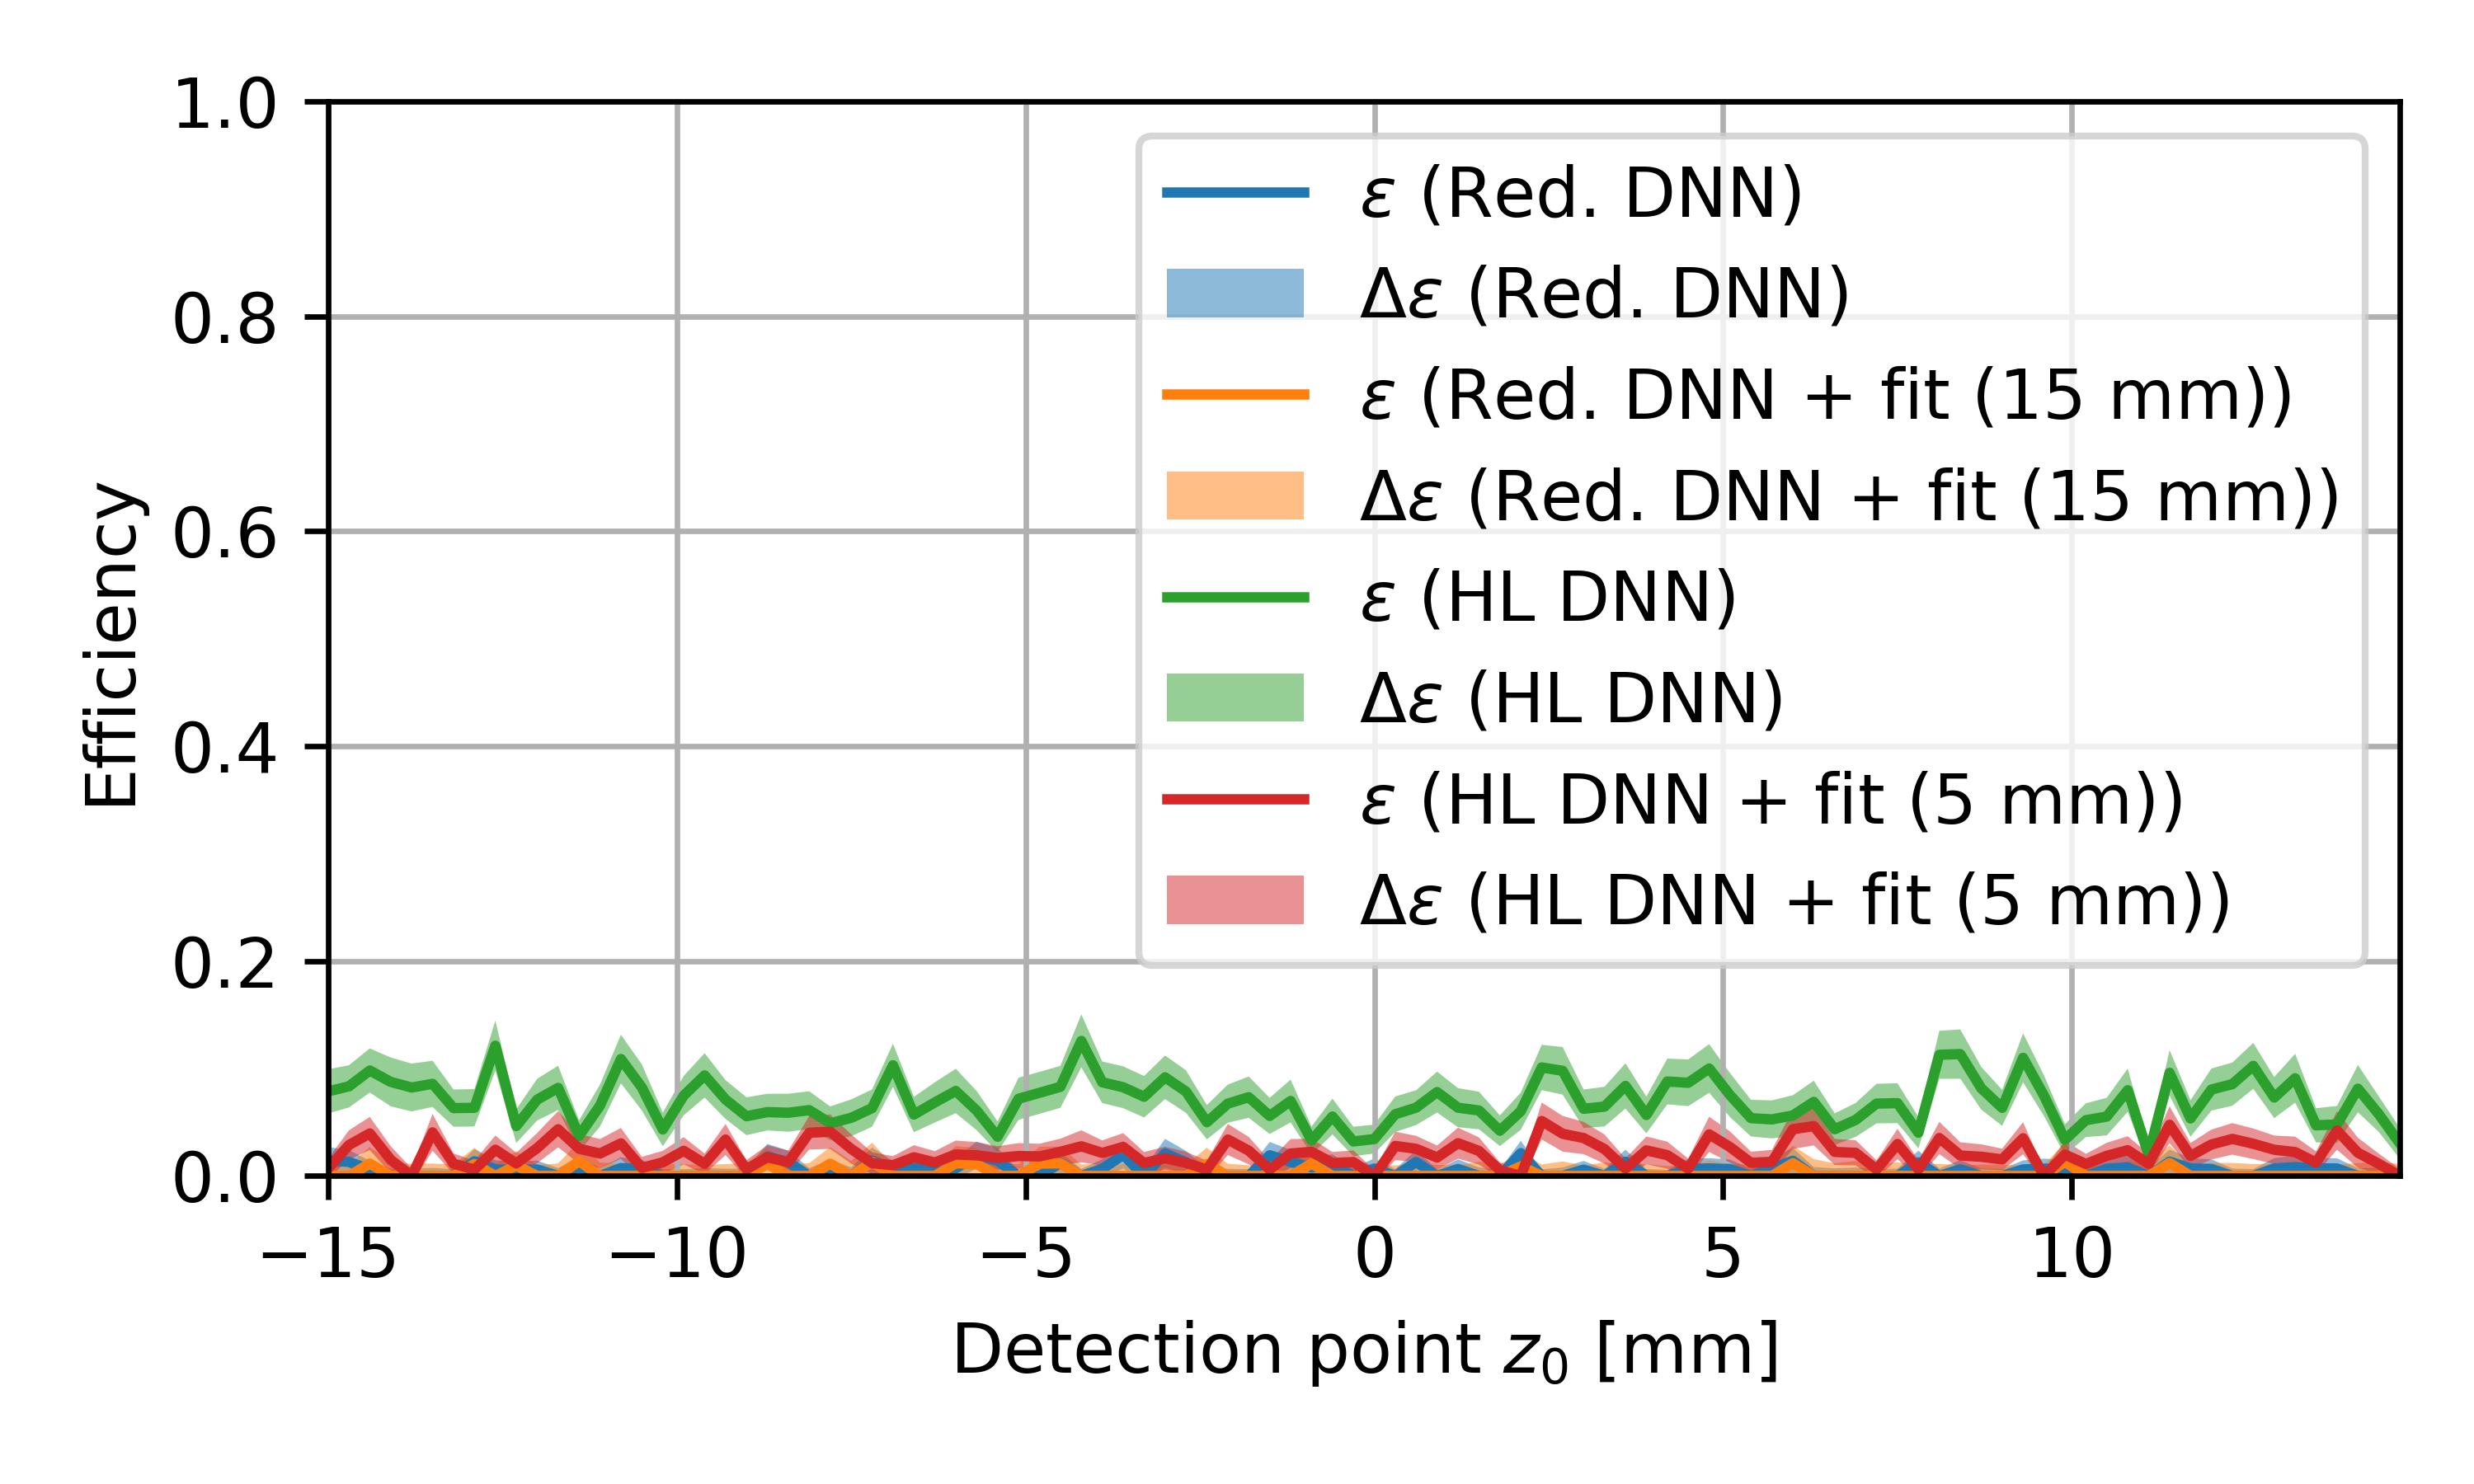 1.0
0.8
0.6
0.4
0.2
0.0
Efficiency
ε (Red. DNN)
Δε (Red. DNN)
ε (Red. DNN + fit (15 mm))
Δε (Red. DNN + fit (15 mm))
ε (HL DNN)
Δε (HL DNN)
ε (HL DNN + fit (5 mm))
Δε (HL DNN + fit (5 mm))
−15 −10 −5 0 5 10
Detection point z₀ [mm]